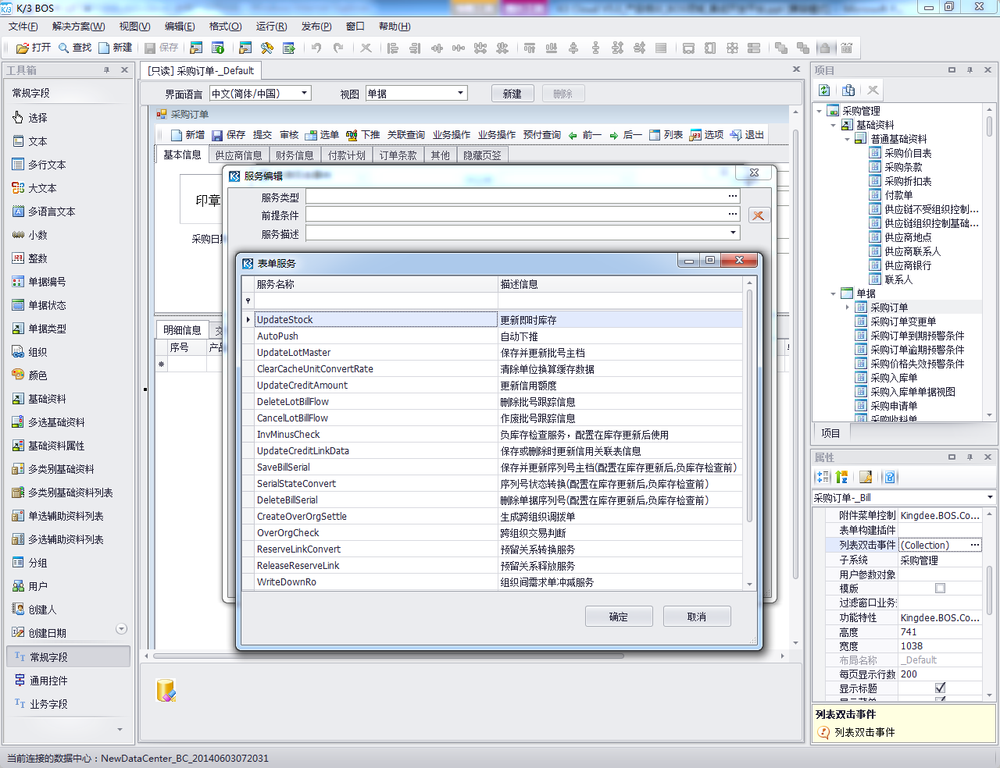 K/3 BOS
文件(F) 解决方案(W) 视图(V) 编辑(E) 格式(O) 运行(R) 发布(P) 窗口 帮助(H)
打开 查找 新建 保存
工具箱
常规字段
选择
文本
多行文本
大文本
多语言文本
小数
整数
单据编号
单据状态
单据类型
组织
颜色
基础资料
多选基础资料
基础资料属性
多类别基础资料
多类别基础资料列表
单选辅助资料列表
多选辅助资料列表
分组
用户
创建人
创建日期
常规字段
通用控件
业务字段
[只读] 采购订单-_Default
界面语言 中文(简体/中国) 视图 单据 新建 删除
采购订单
新增 保存 提交 审核 选单 下推 关联查询 业务操作 业务操作 预付查询 前一 后一 列表 选项 退出
基本信息 供应商信息 财务信息 付款计划 订单条款 其他 隐藏页签
印章
采购日
明细信息
序号 产品
服务编辑
服务类型
前提条件
服务描述
表单服务
服务名称 描述信息
UpdateStock 更新即时库存
AutoPush 自动下推
UpdateLotMaster 保存并更新批号主档
ClearCacheUnitConvertRate 清除单位换算缓存数据
UpdateCreditAmount 更新信用额度
DeleteLotBillFlow 删除批号跟踪信息
CancelLotBillFlow 作废批号跟踪信息
InvMinusCheck 负库存检查服务，配置在库存更新后使用
UpdateCreditLinkData 保存或删除时更新信用关联表信息
SaveBillSerial 保存并更新序列号主档(配置在库存更新后,负库存检查前)
SerialStateConvert 序列号状态转换(配置在库存更新后,负库存检查前)
DeleteBillSerial 删除单据序列号(配置在库存更新后,负库存检查前)
CreateOverOrgSettle 生成跨组织调拨单
OverOrgCheck 跨组织交易判断
ReserveLinkConvert 预留关系转换服务
ReleaseReserveLink 预留关系释放服务
WriteDownRo 组织间需求单冲减服务
确定 取消
项目
采购管理
基础资料
普通基础资料
采购价目表
采购条款
采购折扣表
付款单
供应链不受组织控制...
供应链组织控制基础...
供应商地点
供应商联系人
供应商银行
联系人
单据
采购订单
采购订单变更单
采购订单到期预警条件
采购订单逾期预警条件
采购价格失效预警条件
采购入库单
采购入库单单据视图
采购申请单
采购收料单
项目
属性
采购订单-_Bill
附件菜单控制 Kingdee.BOS.Co...
表单构建插件
列表双击事件 (Collection) ...
子系统 采购管理
用户参数对象
模版
过滤窗口业务
功能特性 Kingdee.BOS.Co...
高度 741
宽度 1038
布局名称 _Default
每页显示行数 200
显示标题
显示菜单
列表双击事件
列表双击事件
当前连接的数据中心：NewDataCenter_BC_20140603072031